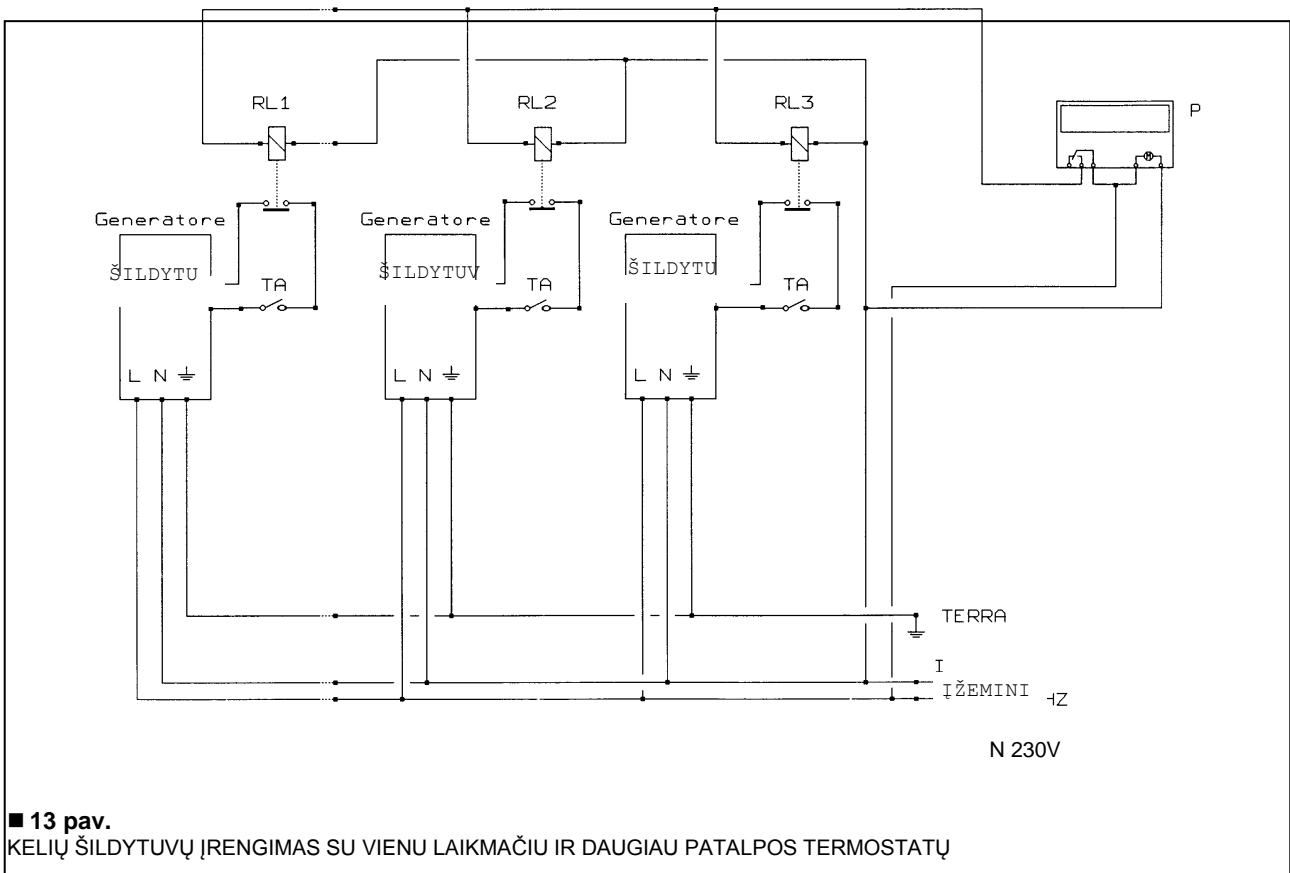 RL1 RL2 RL3 P
Generatore Generatore Generatore
ŠILDYTU ŠILDYTUV ŠILDYTU
TA TA TA
L N L N L N
TERRA
I
ĮŽEMINI HZ
N 230V
■ 13 pav.
KELIŲ ŠILDYTUVŲ ĮRENGIMAS SU VIENU LAIKMAČIU IR DAUGIAU PATALPOS TERMOSTATŲ